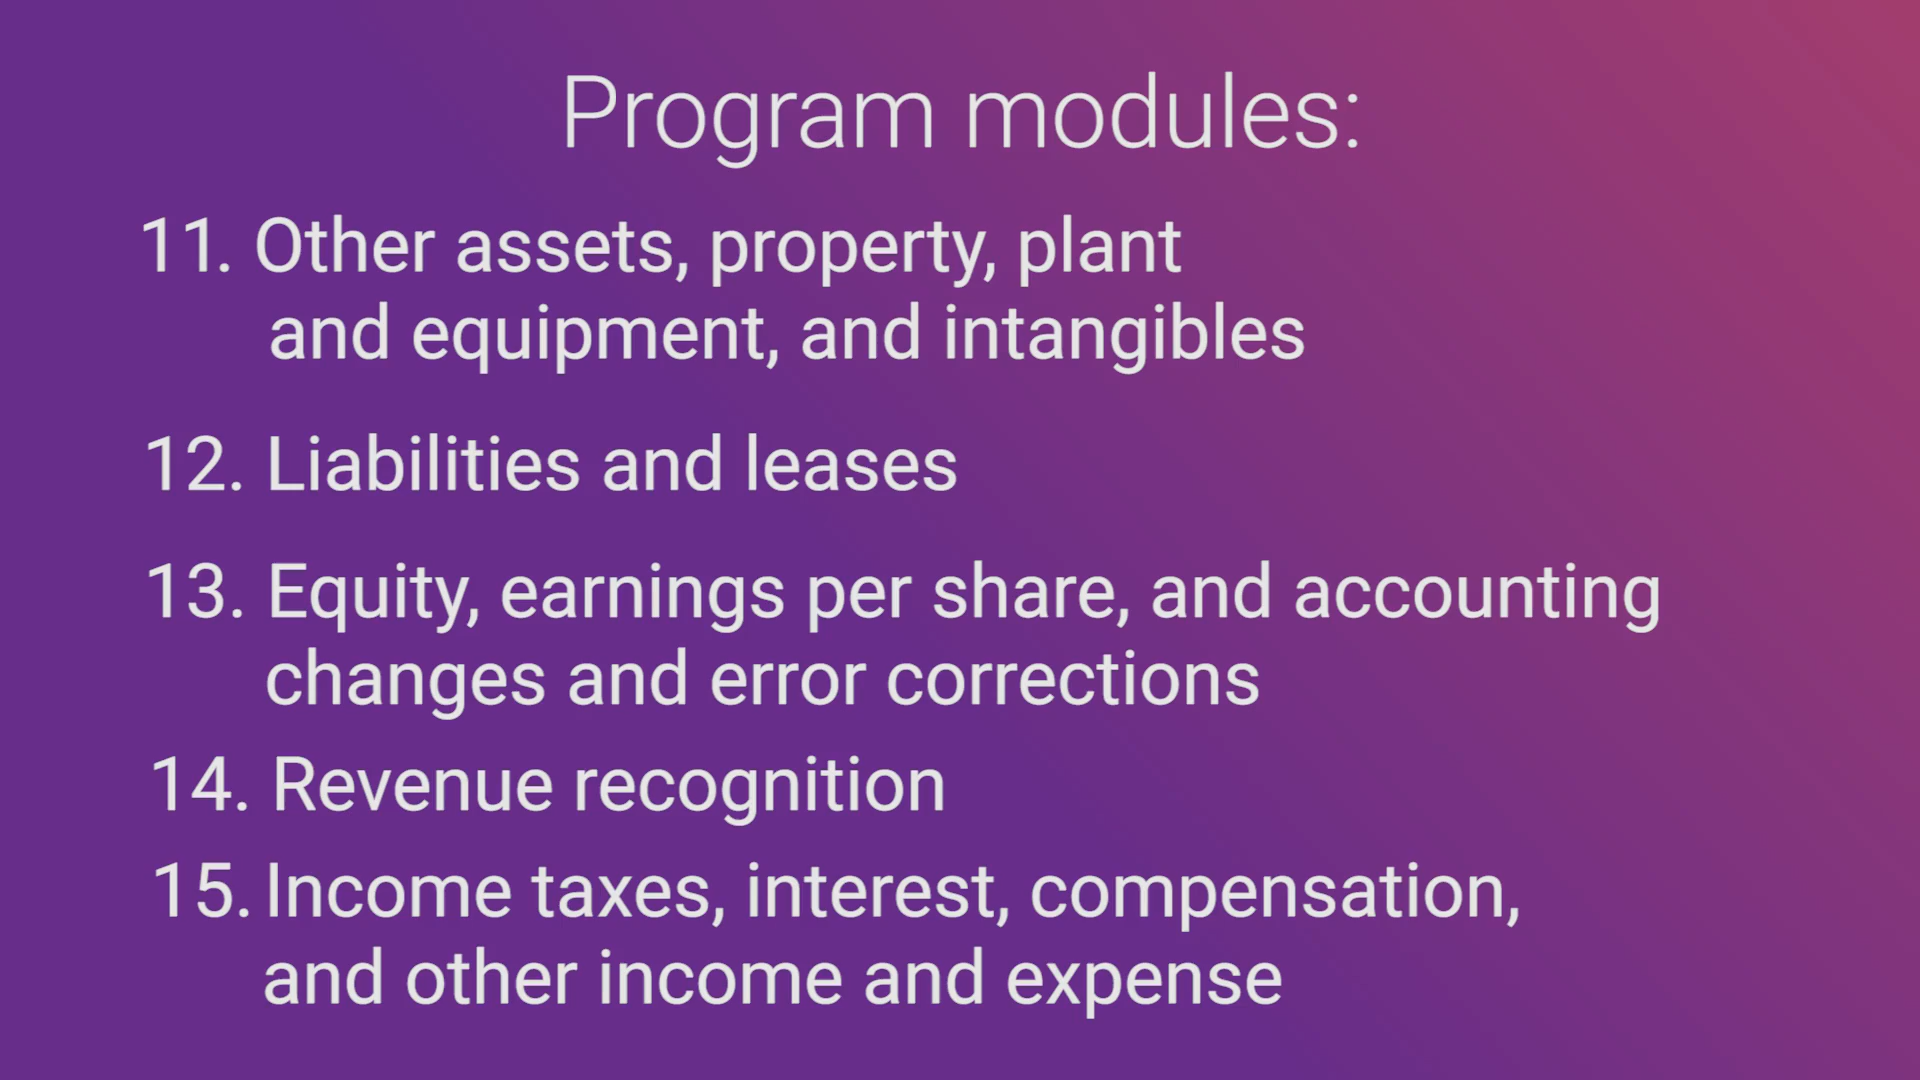 Program modules:
11. Other assets, property, plant
and equipment, and intangibles
12. Liabilities and leases
13. Equity, earnings per share, and accounting
changes and error corrections
14. Revenue recognition
15. Income taxes, interest, compensation,
and other income and expense